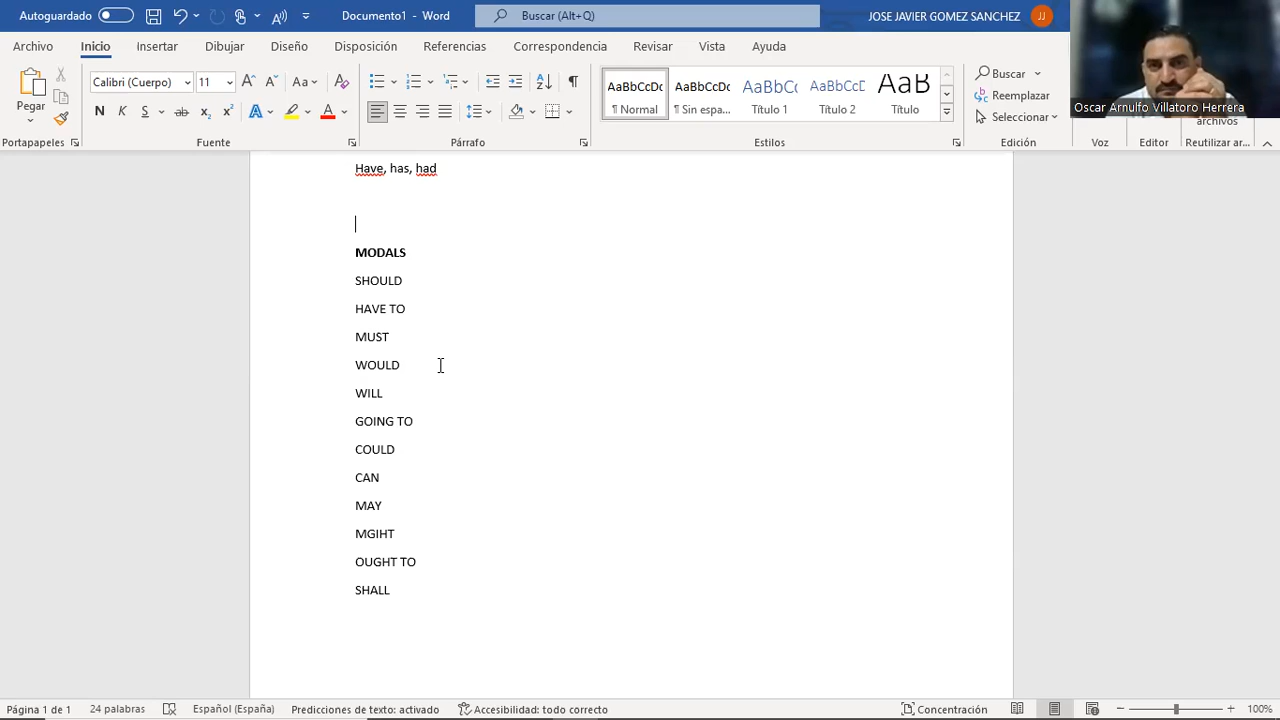 Autoguardado
Documento1 - Word
Buscar (Alt+Q)
JOSE JAVIER GOMEZ SANCHEZ
JJ
Archivo Inicio Insertar Dibujar Diseño Disposición Referencias Correspondencia Revisar Vista Ayuda
Pegar
Portapapeles
Calibri (Cuerpo) 11
Fuente
Párrafo
AaBbCcDc AaBbCcDc AaBbCc AaBbCcD AaB
¶ Normal ¶ Sin espa... Título 1 Título 2 Título
Estilos
Buscar
Reemplazar
Seleccionar
Edición
Voz
Editor
archivos
Reutilizar ar...
Oscar Arnulfo Villatoro Herrera
Have, has, had
MODALS
SHOULD
HAVE TO
MUST
WOULD
WILL
GOING TO
COULD
CAN
MAY
MGIHT
OUGHT TO
SHALL
Página 1 de 1 24 palabras Español (España) Predicciones de texto: activado Accesibilidad: todo correcto Concentración 100%